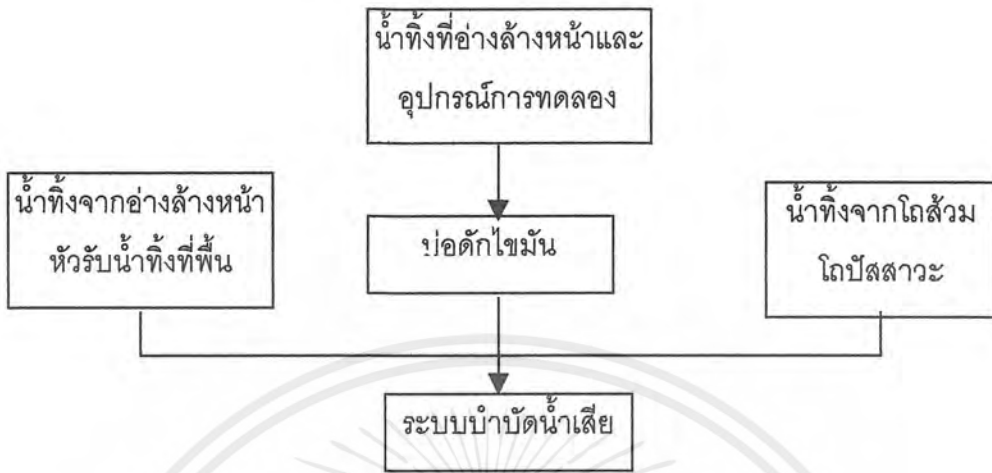 น้ำทิ้งที่อ่างล้างหน้าและ
อุปกรณ์การทดลอง
น้ำทิ้งจากอ่างล้างหน้า
หัวรับน้ำทิ้งที่พื้น
บ่อดักไขมัน
น้ำทิ้งจากโถส้วม
โถปัสสาวะ
ระบบบำบัดน้ำเสีย